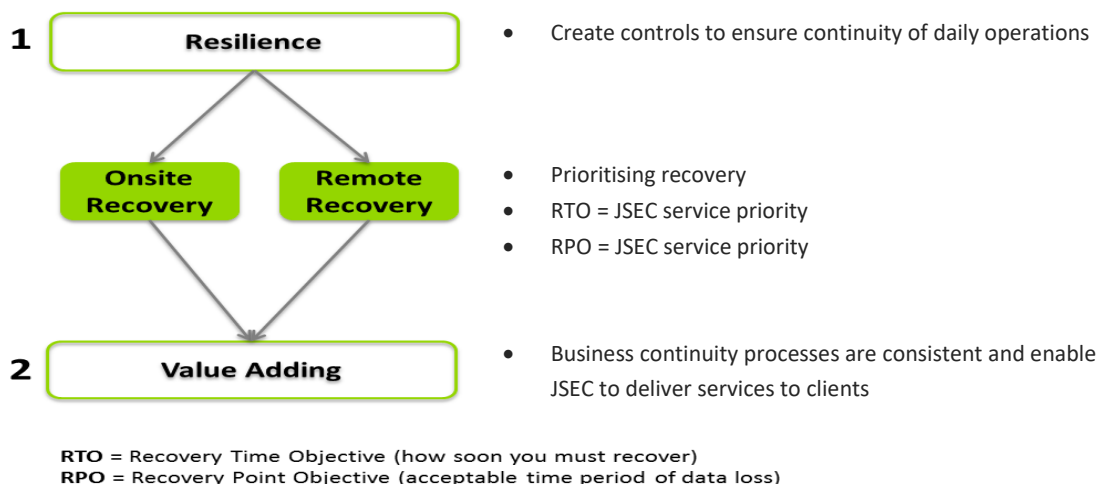 1
Resilience
• Create controls to ensure continuity of daily operations
Onsite
Recovery
Remote
Recovery
• Prioritising recovery
• RTO = JSEC service priority
• RPO = JSEC service priority
2
Value Adding
• Business continuity processes are consistent and enable
JSEC to deliver services to clients
RTO = Recovery Time Objective (how soon you must recover)
RPO = Recovery Point Objective (acceptable time period of data loss)